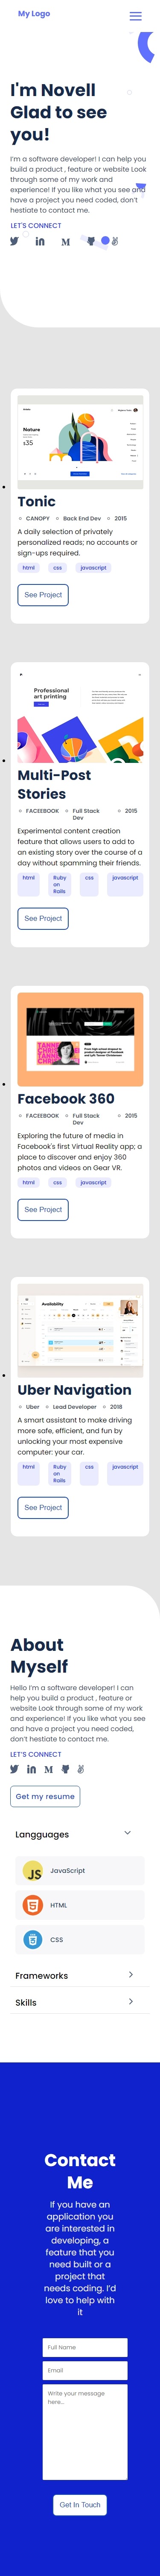 My Logo
I'm Novell
Glad to see
you!
I'm a software developer! I can help you
build a product , feature or website Look
through some of my work and
experience! If you like what you see and
have a project you need coded, don't
hestiate to contact me.
LET'S CONNECT
Nature
$35
Tonic
CANOPY Back End Dev 2015
A daily selection of privately
personalized reads; no accounts or
sign-ups required.
html css javascript
See Project
Professional
art printing
Multi-Post
Stories
FACEEBOOK Full Stack Dev 2015
Experimental content creation
feature that allows users to add to
an existing story over the course of a
day without spamming their friends.
html Ruby on Rails css javascript
See Project
Facebook 360
FACEEBOOK Full Stack Dev 2015
Exploring the future of media in
Facebook's first Virtual Reality app; a
place to discover and enjoy 360
photos and videos on Gear VR.
html css javascript
See Project
Availability
Uber Navigation
Uber Lead Developer 2018
A smart assistant to make driving
more safe, efficient, and fun by
unlocking your most expensive
computer: your car.
html Ruby on Rails css javascript
See Project
About
Myself
Hello I'm a software developer! I can
help you build a product , feature or
website Look through some of my work
and experience! If you like what you see
and have a project you need coded,
don't hestiate to contact me.
LET'S CONNECT
Get my resume
Langguages
JavaScript
HTML
CSS
Frameworks
Skills
Contact
Me
If you have an
application you
are interested in
developing, a
feature that you
need built or a
project that
needs coding. I'd
love to help with
it
Full Name
Email
Write your message
here..
Get In Touch